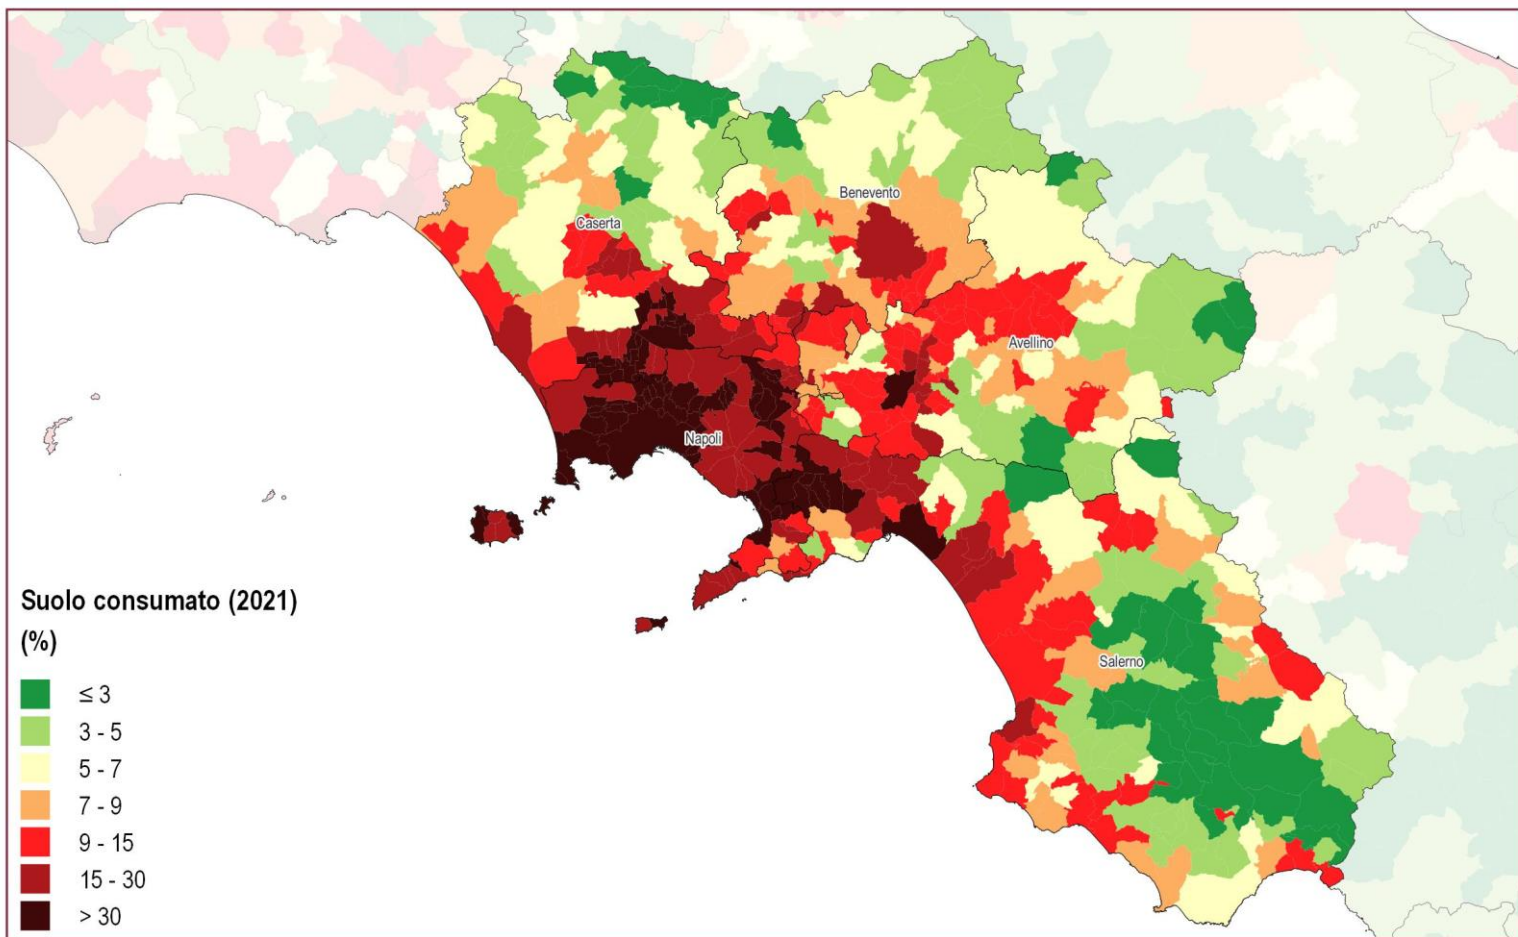 Benevento
Caserta
Avellino
Napoli
Salerno
Suolo consumato (2021)
(%)
≤ 3
3 - 5
5 - 7
7 - 9
9 - 15
15 - 30
> 30